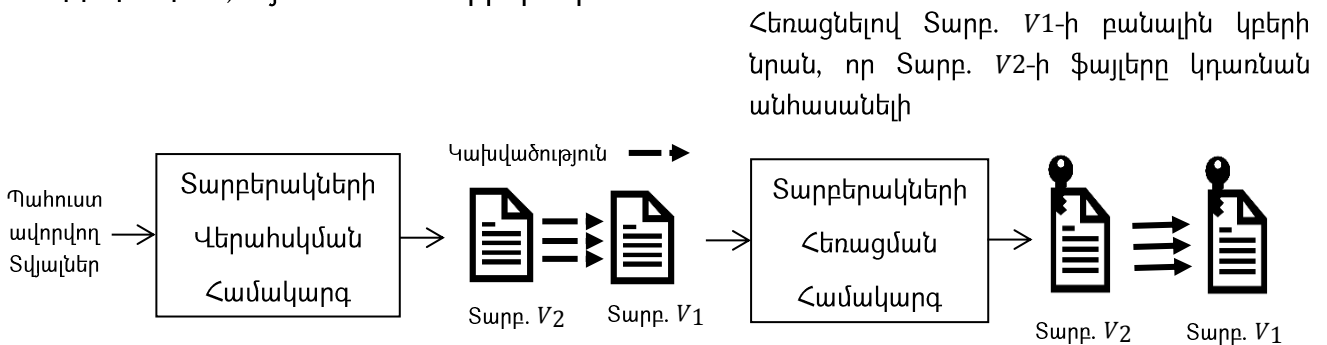 Հեռացնելով Տարբ. V1-ի բանալին կբերի
նրան, որ Տարբ. V2-ի ֆայլերը կդառնան
անհասանելի
Կախվածություն
Պահուստ
ավորվող
Տվյալներ
Տարբերակների
Վերահսկման
Համակարգ
Տարբ. V2
Տարբ. V1
Տարբերակների
Հեռացման
Համակարգ
Տարբ. V2
Տարբ. V1